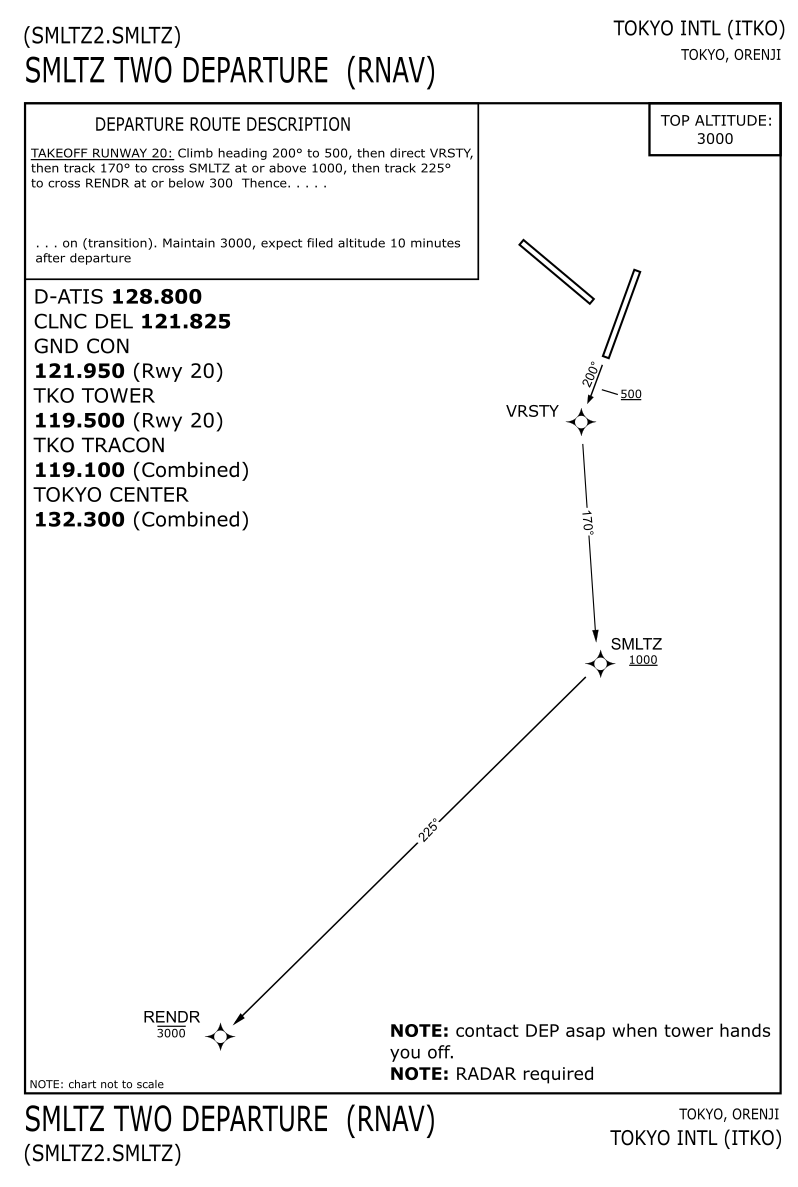 (SMLTZ2.SMLTZ)
SMLTZ TWO DEPARTURE (RNAV)
TOKYO INTL (ITKO)
TOKYO, ORENJI
DEPARTURE ROUTE DESCRIPTION
TAKEOFF RUNWAY 20: Climb heading 200° to 500, then direct VRSTY,
then track 170° to cross SMLTZ at or above 1000, then track 225°
to cross RENDR at or below 300 Thence. . . . .
. . . on (transition). Maintain 3000, expect filed altitude 10 minutes
after departure
TOP ALTITUDE:
3000
D-ATIS 128.800
CLNC DEL 121.825
GND CON
121.950 (Rwy 20)
TKO TOWER
119.500 (Rwy 20)
TKO TRACON
119.100 (Combined)
TOKYO CENTER
132.300 (Combined)
200°
500
VRSTY
170°
SMLTZ
1000
225°
RENDR
3000
NOTE: contact DEP asap when tower hands
you off.
NOTE: RADAR required
NOTE: chart not to scale
SMLTZ TWO DEPARTURE (RNAV)
(SMLTZ2.SMLTZ)
TOKYO, ORENJI
TOKYO INTL (ITKO)